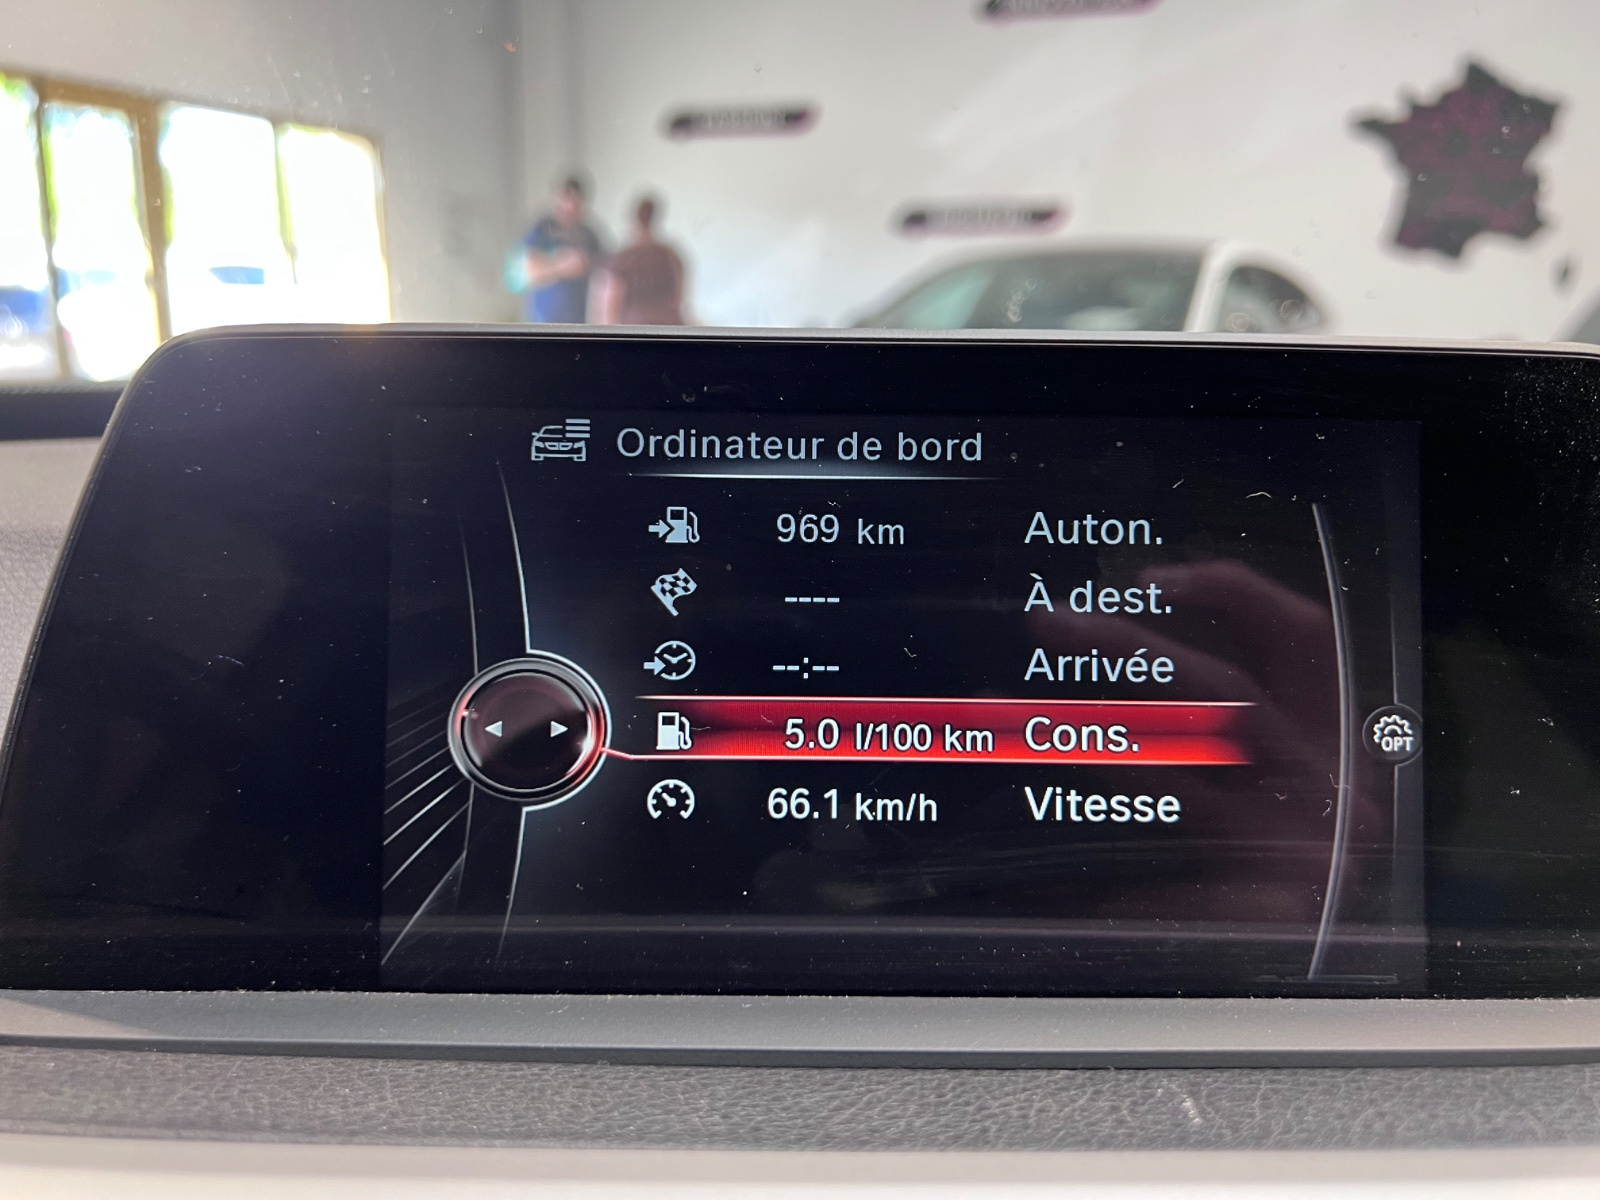 Ordinateur de bord
969 km Auton.
---- À dest.
--:-- Arrivée
5.0 l/100 km Cons.
66.1 km/h Vitesse
OPT